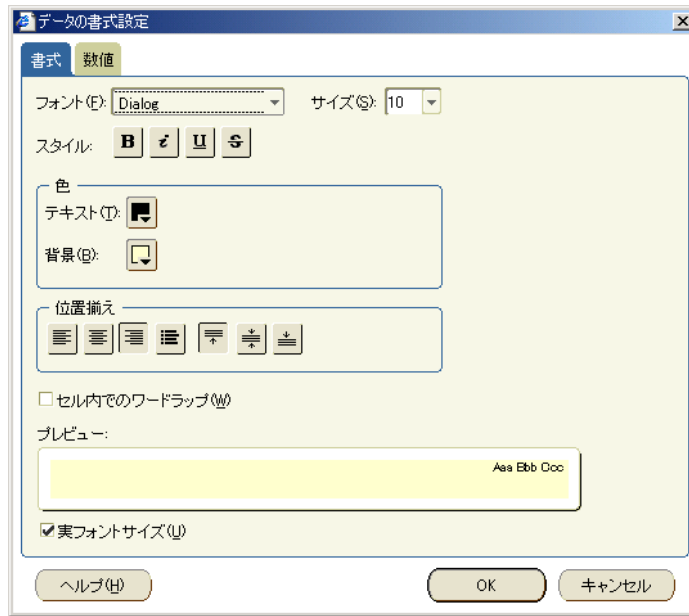 データの書式設定
書式 数値
フォント(F): Dialog サイズ(S): 10
スタイル: B i U S
色
テキスト(T):
背景(B):
位置揃え
セル内でのワードラップ(W)
プレビュー:
Aaa Bbb Ccc
実フォントサイズ(U)
ヘルプ(H) OK キャンセル